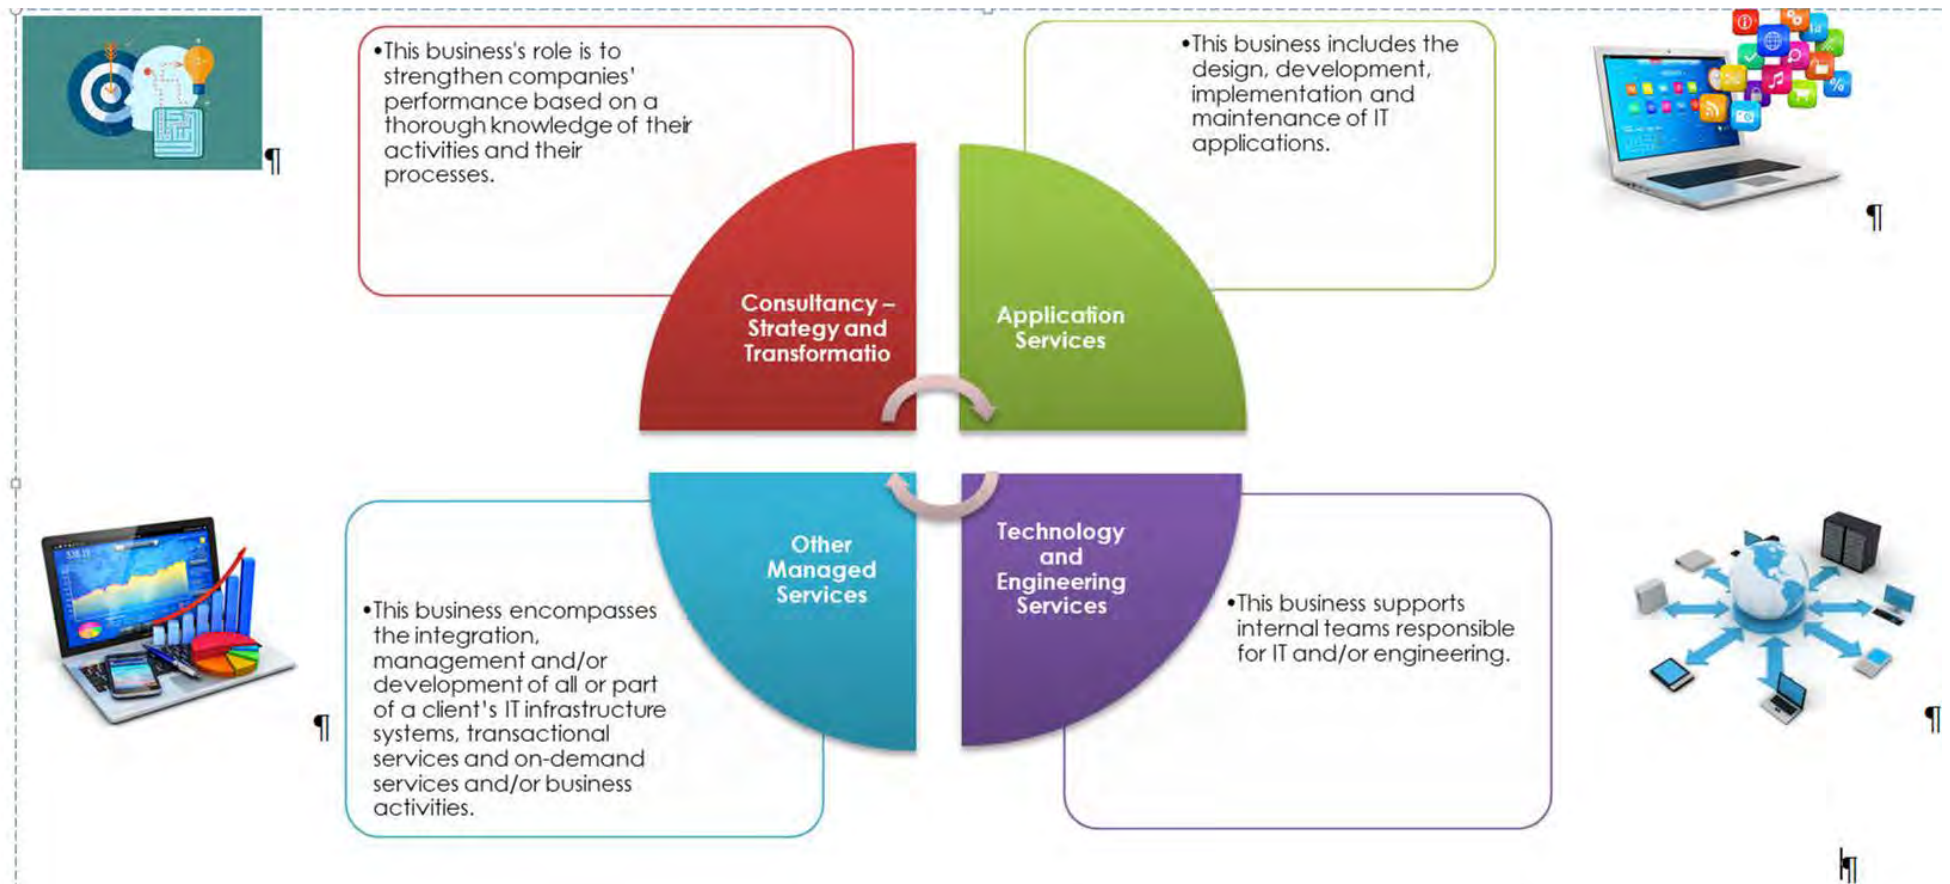 •This business's role is to
strengthen companies'
performance based on a
thorough knowledge of their
activities and their
processes.
¶
•This business includes the
design, development,
implementation and
maintenance of IT
applications.
¶
Consultancy –
Strategy and
Transformatio
Application
Services
Other
Managed
Services
Technology
and
Engineering
Services
•This business encompasses
the integration,
management and/or
development of all or part
of a client's IT infrastructure
systems, transactional
services and on-demand
services and/or business
activities.
¶
•This business supports
internal teams responsible
for IT and/or engineering.
¶
¶